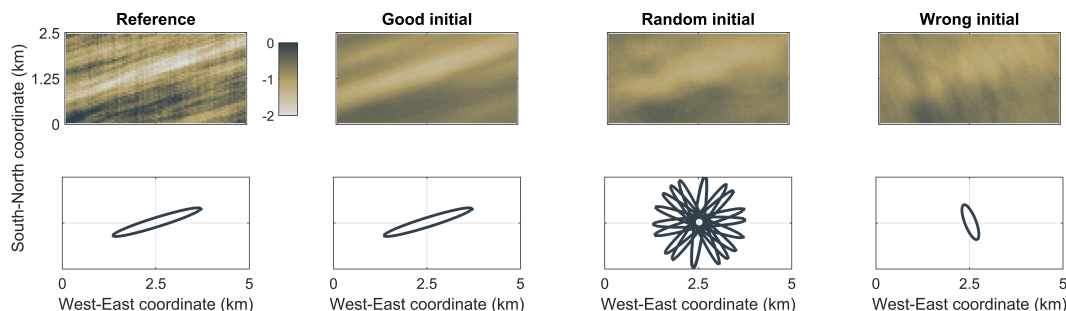 Reference
Good initial
Random initial
Wrong initial
South-North coordinate (km)
2.5
1.25
0
0
-1
-2
0
2.5
5
0
2.5
5
0
2.5
5
0
2.5
5
West-East coordinate (km)
West-East coordinate (km)
West-East coordinate (km)
West-East coordinate (km)